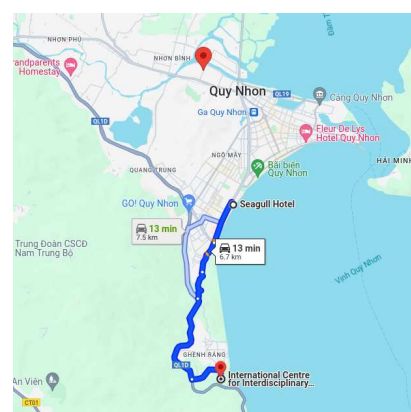 NHƠN PHÚ
NHƠN BÌNH
randparents
Homestay
Quy Nhon
QL19
Cảng Quy Nhơn
QL1D
Ga Quy Nhơn
Fleur De Lys
Hotel Quy Nhon
NGÔ MÂY
HẢI MINH
Bãi biển
Quy Nhơn
QUANG TRUNG
GO! Quy Nhơn
Seagull Hotel
13 min
7.5 km
13 min
6.7 km
Trung Đoàn CSCĐ
Nam Trung Bộ
Vịnh Quy Nhơn
GHỀNH RÁNG
QL1D
International Centre
for Interdisciplinary...
An Viên
CT01